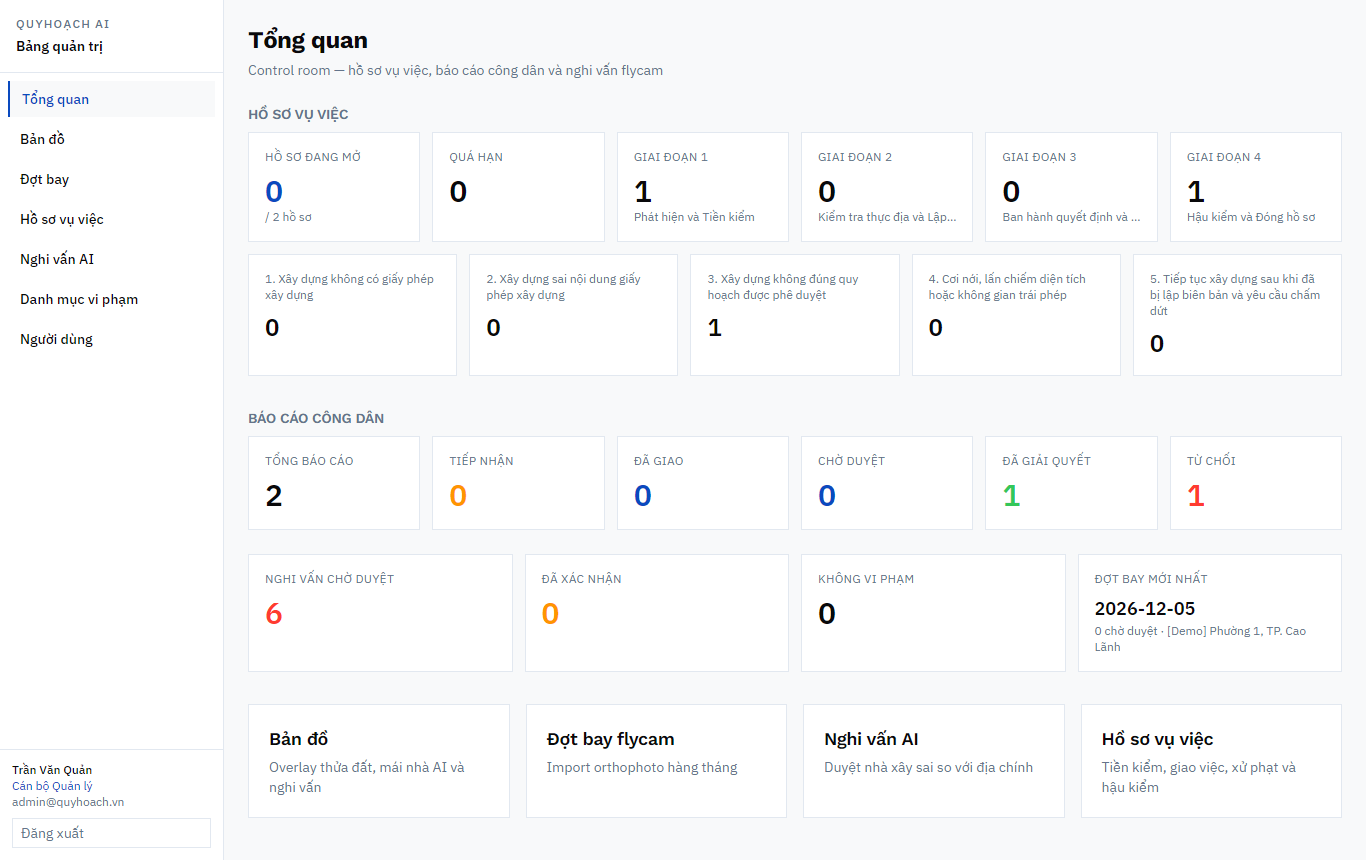 QUYHOẠCH AI
Bảng quản trị
Tổng quan
Bản đồ
Đợt bay
Hồ sơ vụ việc
Nghi vấn AI
Danh mục vi phạm
Người dùng
Trần Văn Quản
Cán bộ Quản lý
admin@quyhoach.vn
Đăng xuất
Tổng quan
Control room — hồ sơ vụ việc, báo cáo công dân và nghi vấn flycam
HỒ SƠ VỤ VIỆC
HỒ SƠ ĐANG MỞ
0
/ 2 hồ sơ
QUÁ HẠN
0
GIAI ĐOẠN 1
1
Phát hiện và Tiền kiểm
GIAI ĐOẠN 2
0
Kiểm tra thực địa và Lập...
GIAI ĐOẠN 3
0
Ban hành quyết định và ...
GIAI ĐOẠN 4
1
Hậu kiểm và Đóng hồ sơ
1. Xây dựng không có giấy phép
xây dựng
0
2. Xây dựng sai nội dung giấy
phép xây dựng
0
3. Xây dựng không đúng quy
hoạch được phê duyệt
1
4. Cơi nới, lấn chiếm diện tích
hoặc không gian trái phép
0
5. Tiếp tục xây dựng sau khi đã
bị lập biên bản và yêu cầu chấm
dứt
0
BÁO CÁO CÔNG DÂN
TỔNG BÁO CÁO
2
TIẾP NHẬN
0
ĐÃ GIAO
0
CHỜ DUYỆT
0
ĐÃ GIẢI QUYẾT
1
TỪ CHỐI
1
NGHI VẤN CHỜ DUYỆT
6
ĐÃ XÁC NHẬN
0
KHÔNG VI PHẠM
0
ĐỢT BAY MỚI NHẤT
2026-12-05
0 chờ duyệt · [Demo] Phường 1, TP. Cao
Lãnh
Bản đồ
Overlay thửa đất, mái nhà AI và
nghi vấn
Đợt bay flycam
Import orthophoto hàng tháng
Nghi vấn AI
Duyệt nhà xây sai so với địa chính
Hồ sơ vụ việc
Tiền kiểm, giao việc, xử phạt và
hậu kiểm